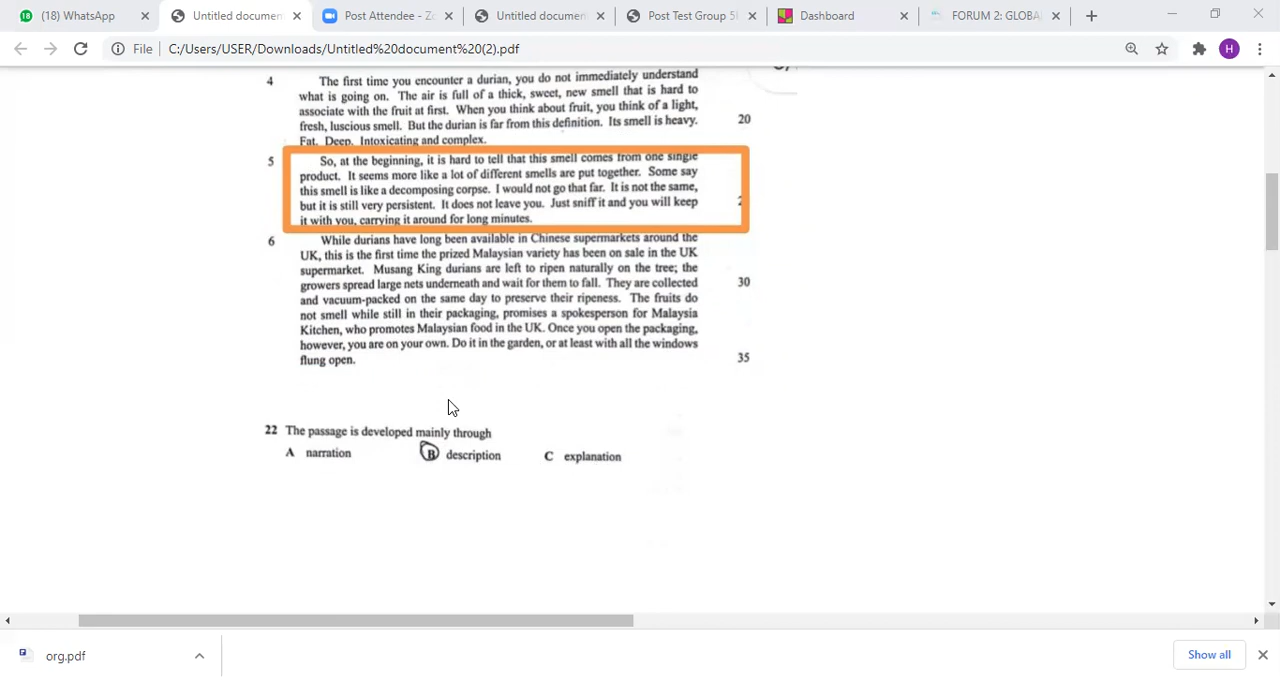 (18) WhatsApp
Untitled documen
Post Attendee - Zo
Untitled documen
Post Test Group 5
Dashboard
FORUM 2: GLOBAL
File C:/Users/USER/Downloads/Untitled%20document%20(2).pdf
H
4 The first time you encounter a durian, you do not immediately understand
what is going on. The air is full of a thick, sweet, new smell that is hard to
associate with the fruit at first. When you think about fruit, you think of a light,
fresh, luscious smell. But the durian is far from this definition. Its smell is heavy. 20
Fat. Deep. Intoxicating and complex.
5 So, at the beginning, it is hard to tell that this smell comes from one single
product. It seems more like a lot of different smells are put together. Some say
this smell is like a decomposing corpse. I would not go that far. It is not the same,
but it is still very persistent. It does not leave you. Just sniff it and you will keep 2
it with you, carrying it around for long minutes.
6 While durians have long been available in Chinese supermarkets around the
UK, this is the first time the prized Malaysian variety has been on sale in the UK
supermarket. Musang King durians are left to ripen naturally on the tree; the
growers spread large nets underneath and wait for them to fall. They are collected 30
and vacuum-packed on the same day to preserve their ripeness. The fruits do
not smell while still in their packaging, promises a spokesperson for Malaysia
Kitchen, who promotes Malaysian food in the UK. Once you open the packaging,
however, you are on your own. Do it in the garden, or at least with all the windows
flung open. 35
22 The passage is developed mainly through
A narration B description C explanation
org.pdf
Show all